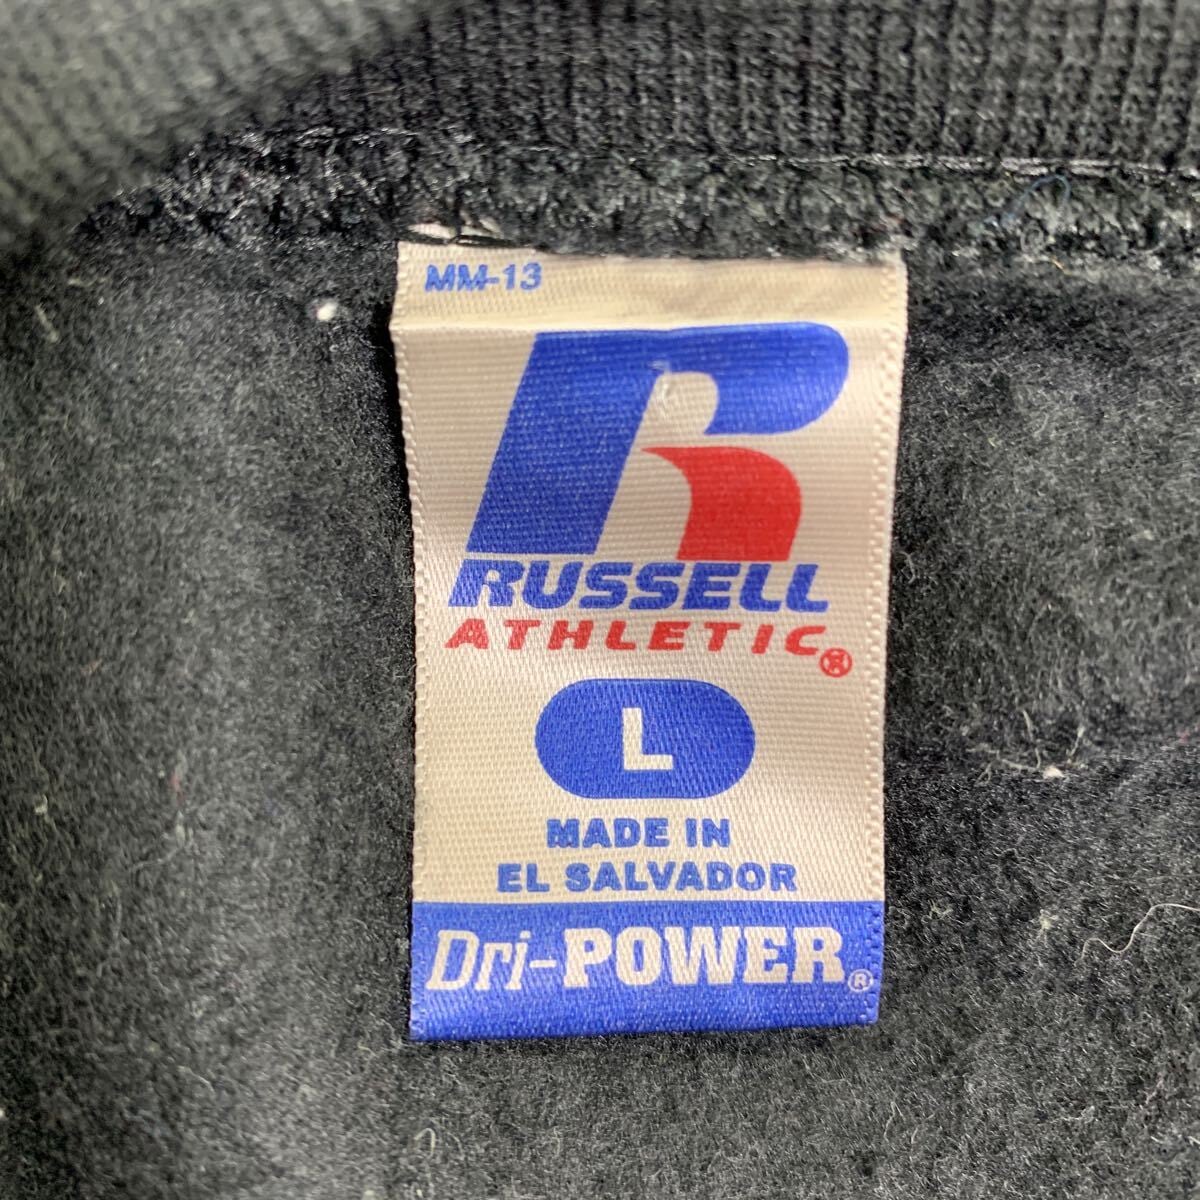 MM-13
R
RUSSELL
ATHLETIC®
L
MADE IN
EL SALVADOR
Dri-POWER®